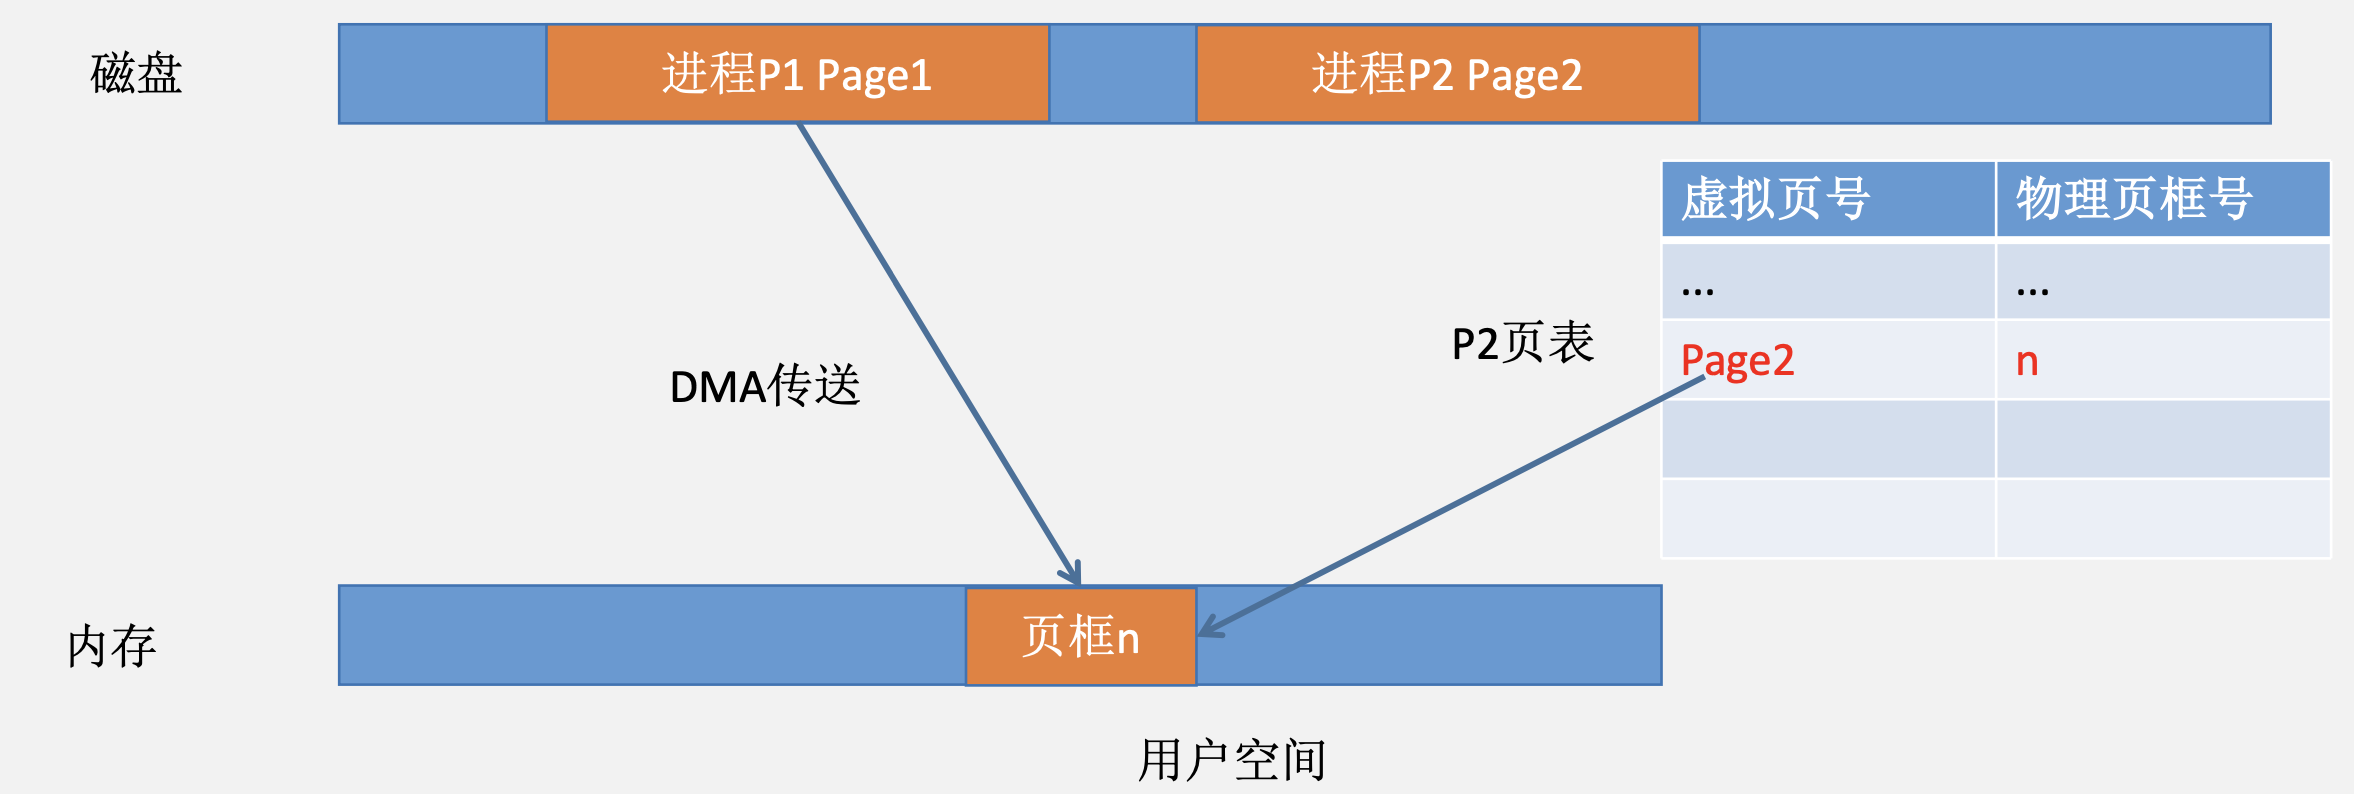 磁盘
进程P1 Page1
进程P2 Page2
虚拟页号
物理页框号
...
...
P2页表
Page2
n
DMA传送
内存
页框n
用户空间